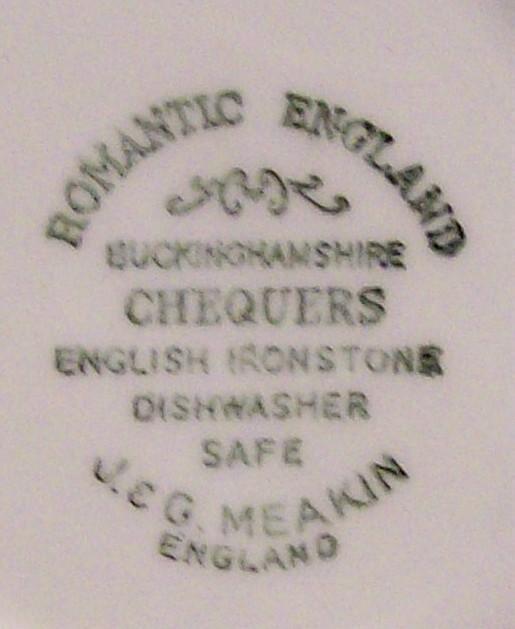 ROMANTIC ENGLAND
BUCKINGHAMSHIRE
CHEQUERS
ENGLISH IRONSTONE
DISHWASHER
SAFE
J. & G. MEAKIN
ENGLAND